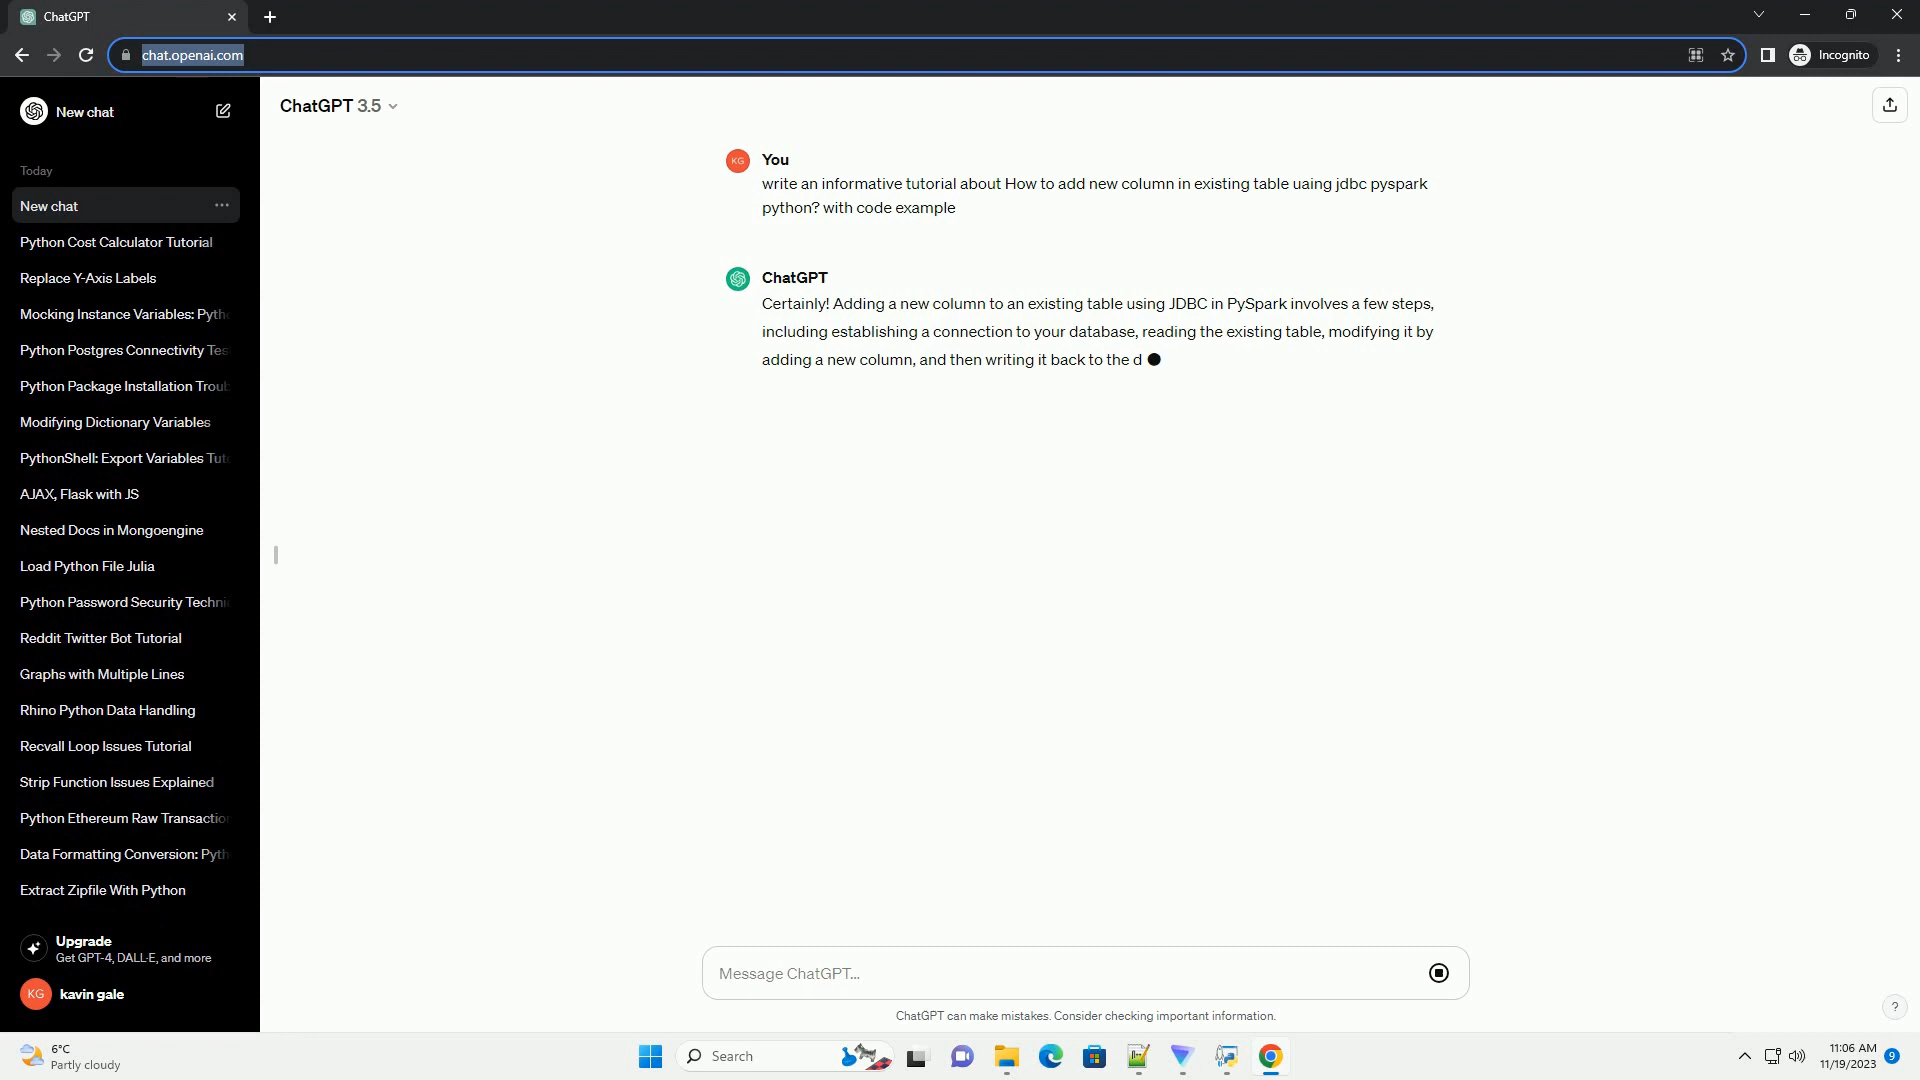 ChatGPT
chat.openai.com
Incognito
New chat
ChatGPT 3.5
Today
New chat
Python Cost Calculator Tutorial
Replace Y-Axis Labels
Mocking Instance Variables: Pyth
Python Postgres Connectivity Tes
Python Package Installation Troub
Modifying Dictionary Variables
PythonShell: Export Variables Tut
AJAX, Flask with JS
Nested Docs in Mongoengine
Load Python File Julia
Python Password Security Techni
Reddit Twitter Bot Tutorial
Graphs with Multiple Lines
Rhino Python Data Handling
Recvall Loop Issues Tutorial
Strip Function Issues Explained
Python Ethereum Raw Transaction
Data Formatting Conversion: Pyth
Extract Zipfile With Python
Upgrade
Get GPT-4, DALL·E, and more
KG kavin gale
KG You
write an informative tutorial about How to add new column in existing table uaing jdbc pyspark
python? with code example
ChatGPT
Certainly! Adding a new column to an existing table using JDBC in PySpark involves a few steps,
including establishing a connection to your database, reading the existing table, modifying it by
adding a new column, and then writing it back to the d
Message ChatGPT...
ChatGPT can make mistakes. Consider checking important information.
?
6°C
Partly cloudy
Search
11:06 AM
11/19/2023
9